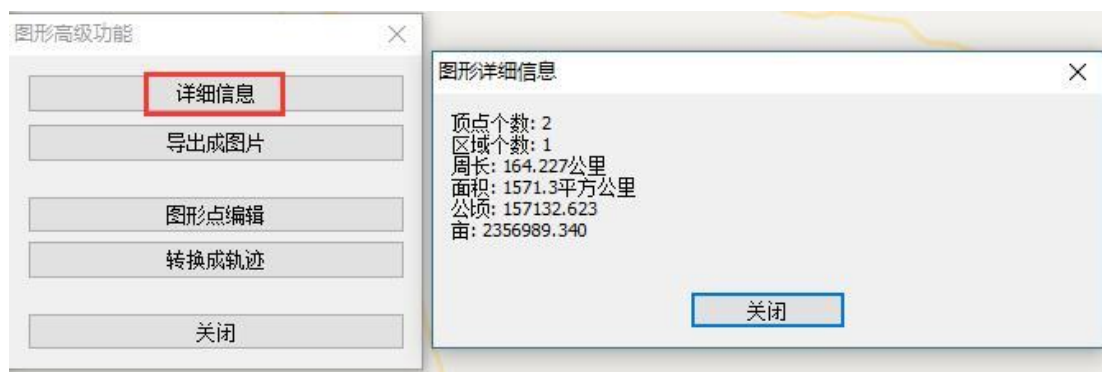 图形高级功能
详细信息
导出成图片
图形点编辑
转换成轨迹
关闭
图形详细信息
顶点个数: 2
区域个数: 1
周长: 164.227公里
面积: 1571.3平方公里
公顷: 157132.623
亩: 2356989.340
关闭